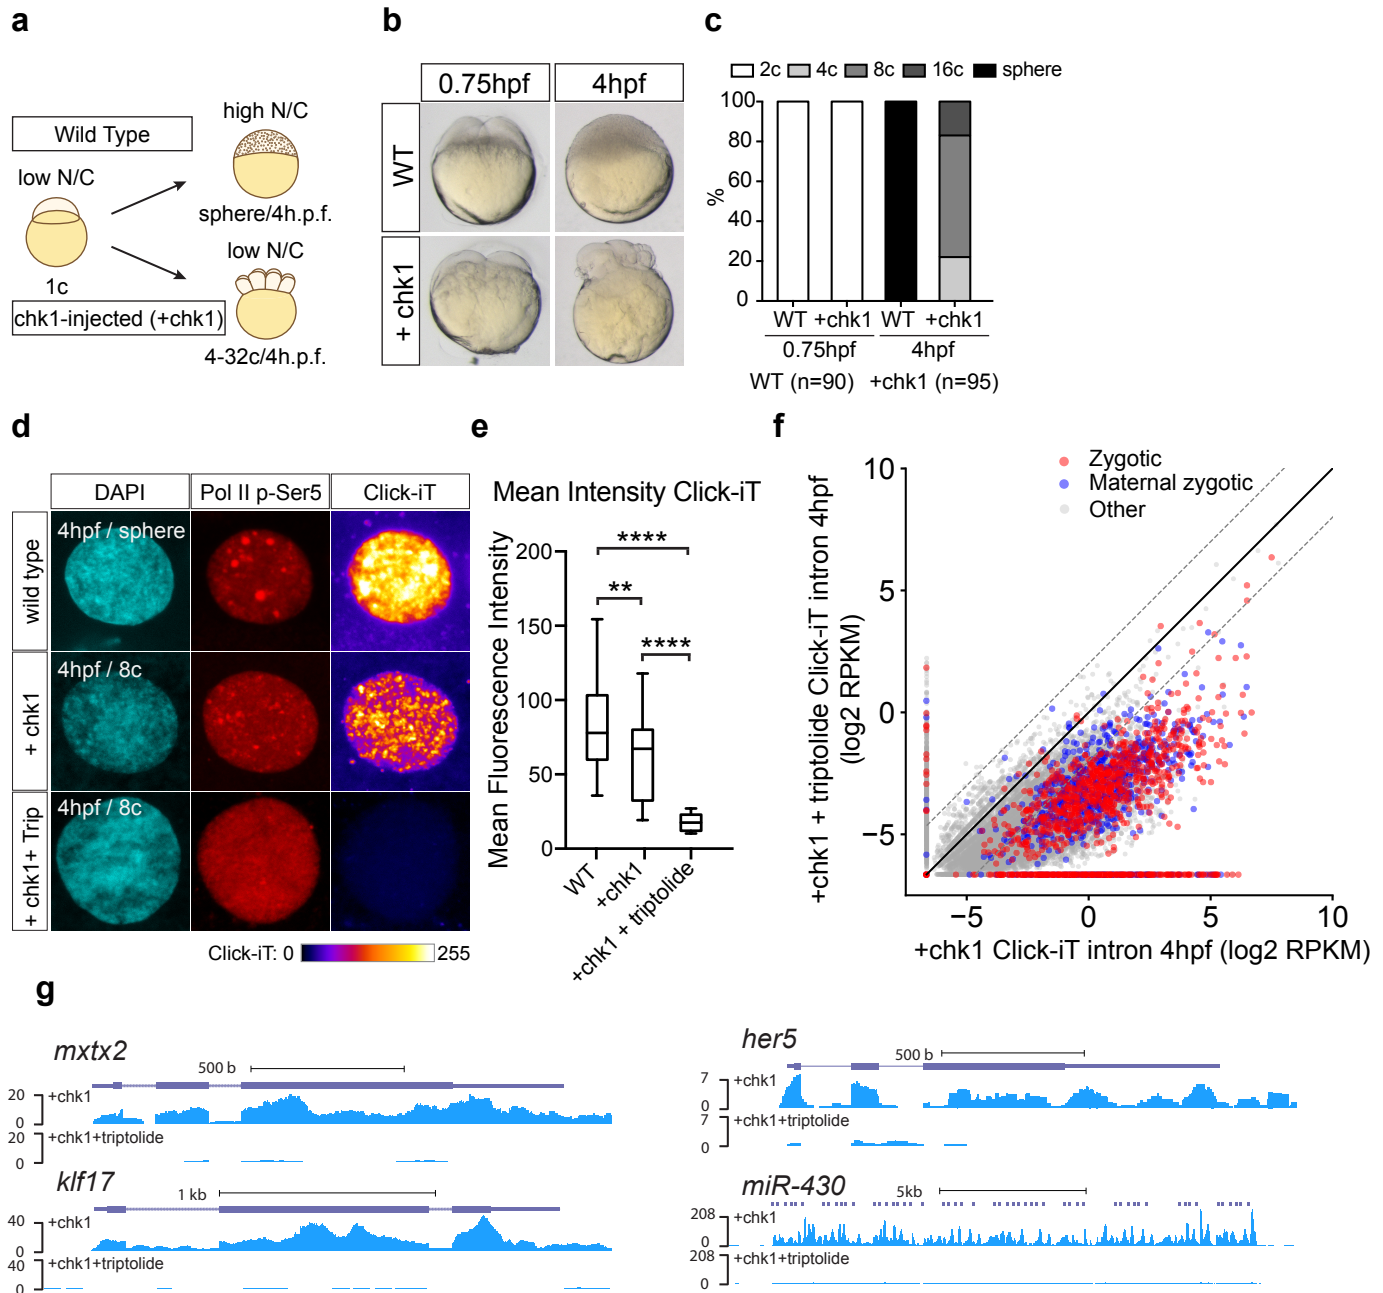 a
Wild Type
low N/C
1c
chk1-injected (+chk1)
high N/C
sphere/4h.p.f.
low N/C
4-32c/4h.p.f.
b
0.75hpf
4hpf
WT
+ chk1
c
2c 4c 8c 16c sphere
%
100
60
80
40
20
0
WT +chk1 WT +chk1
0.75hpf 4hpf
WT (n=90) +chk1 (n=95)
d
DAPI
Pol II p-Ser5
Click-iT
wild type
4hpf / sphere
+ chk1
4hpf / 8c
+ chk1+ Trip
4hpf / 8c
Click-iT: 0 255
e
Mean Intensity Click-iT
Mean Fluorescence Intensity
200
150
100
50
0
****
**
****
WT
+chk1
+chk1 + triptolide
f
Zygotic
Maternal zygotic
Other
+chk1 + triptolide Click-iT intron 4hpf
(log2 RPKM)
10
5
0
−5
−5 0 5 10
+chk1 Click-iT intron 4hpf (log2 RPKM)
g
mxtx2
500 b
20
0
+chk1
20
0
+chk1+triptolide
klf17
1 kb
40
0
+chk1
40
0
+chk1+triptolide
her5
500 b
7
0
+chk1
7
0
+chk1+triptolide
miR-430
5kb
208
0
+chk1
208
0
+chk1+triptolide